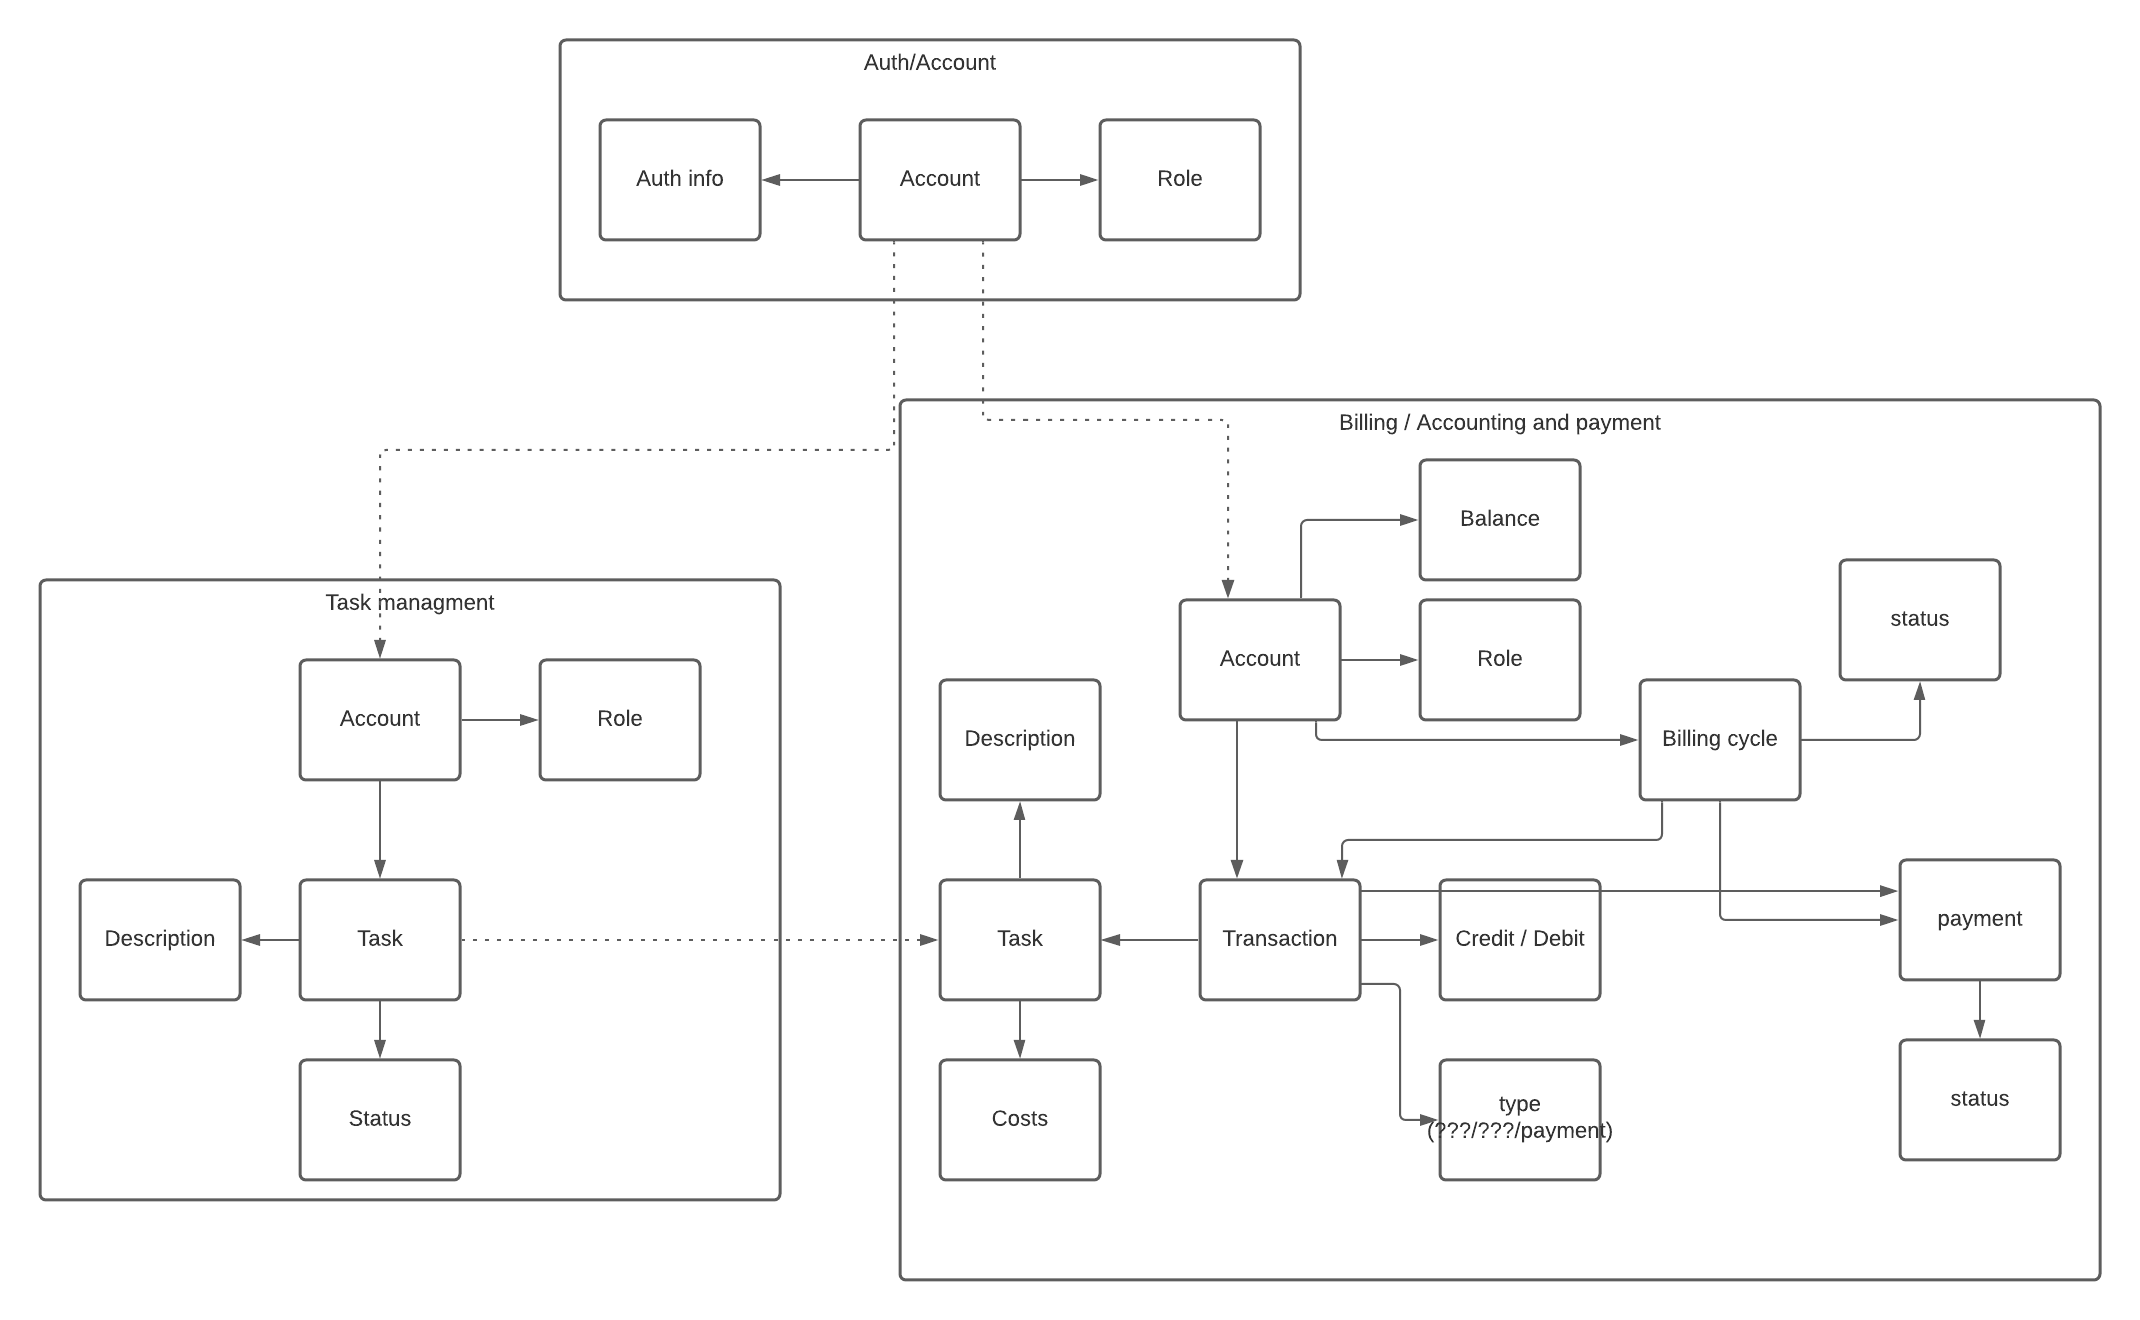 Auth/Account
Auth info
Account
Role
Task managment
Account
Role
Description
Task
Status
Billing / Accounting and payment
Balance
Account
Role
status
Description
Billing cycle
Task
Transaction
Credit / Debit
payment
Costs
type
(???/???/payment)
status